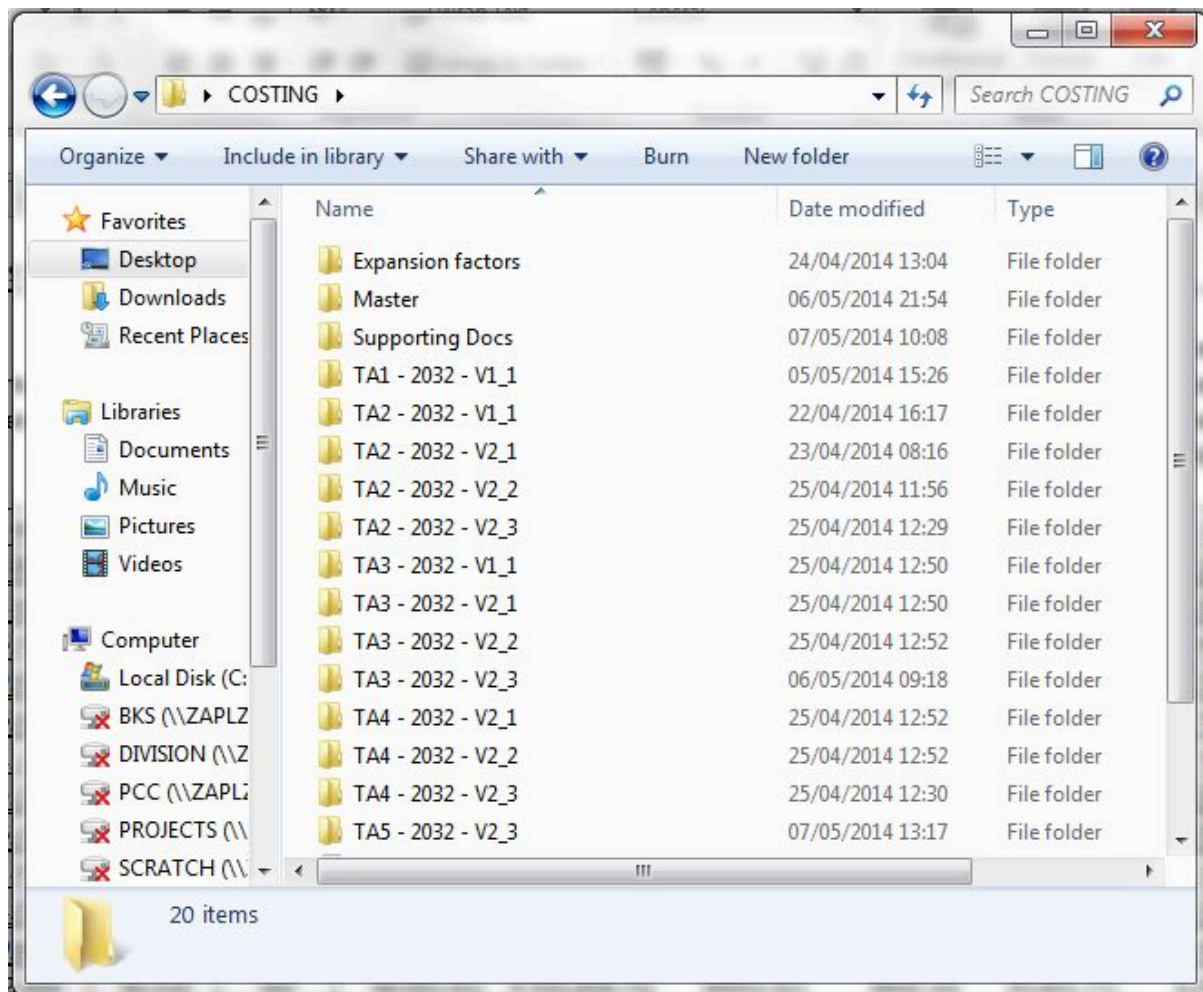 COSTING
Search COSTING
Organize Include in library Share with Burn New folder
Favorites
Desktop
Downloads
Recent Places
Libraries
Documents
Music
Pictures
Videos
Computer
Local Disk (C:
BKS (\\ZAPLZ
DIVISION (\\Z
PCC (\\ZAPLZ
PROJECTS (\\
SCRATCH (\\
Name Date modified Type
Expansion factors 24/04/2014 13:04 File folder
Master 06/05/2014 21:54 File folder
Supporting Docs 07/05/2014 10:08 File folder
TA1 - 2032 - V1_1 05/05/2014 15:26 File folder
TA2 - 2032 - V1_1 22/04/2014 16:17 File folder
TA2 - 2032 - V2_1 23/04/2014 08:16 File folder
TA2 - 2032 - V2_2 25/04/2014 11:56 File folder
TA2 - 2032 - V2_3 25/04/2014 12:29 File folder
TA3 - 2032 - V1_1 25/04/2014 12:50 File folder
TA3 - 2032 - V2_1 25/04/2014 12:50 File folder
TA3 - 2032 - V2_2 25/04/2014 12:52 File folder
TA3 - 2032 - V2_3 06/05/2014 09:18 File folder
TA4 - 2032 - V2_1 25/04/2014 12:52 File folder
TA4 - 2032 - V2_2 25/04/2014 12:52 File folder
TA4 - 2032 - V2_3 25/04/2014 12:30 File folder
TA5 - 2032 - V2_3 07/05/2014 13:17 File folder
20 items